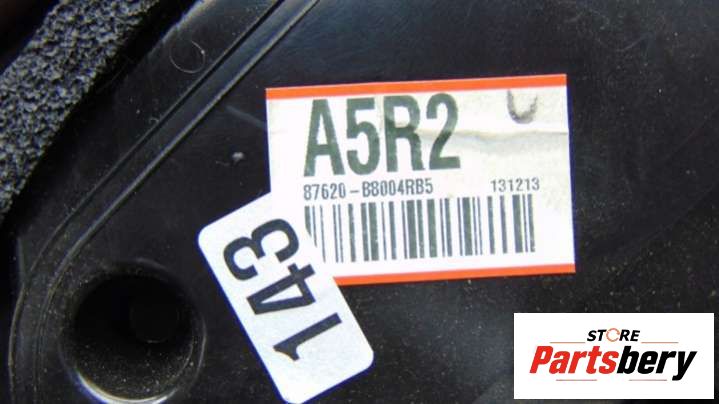 A5R2
87620-B8004RB5 131213
143
STORE
Partsbery